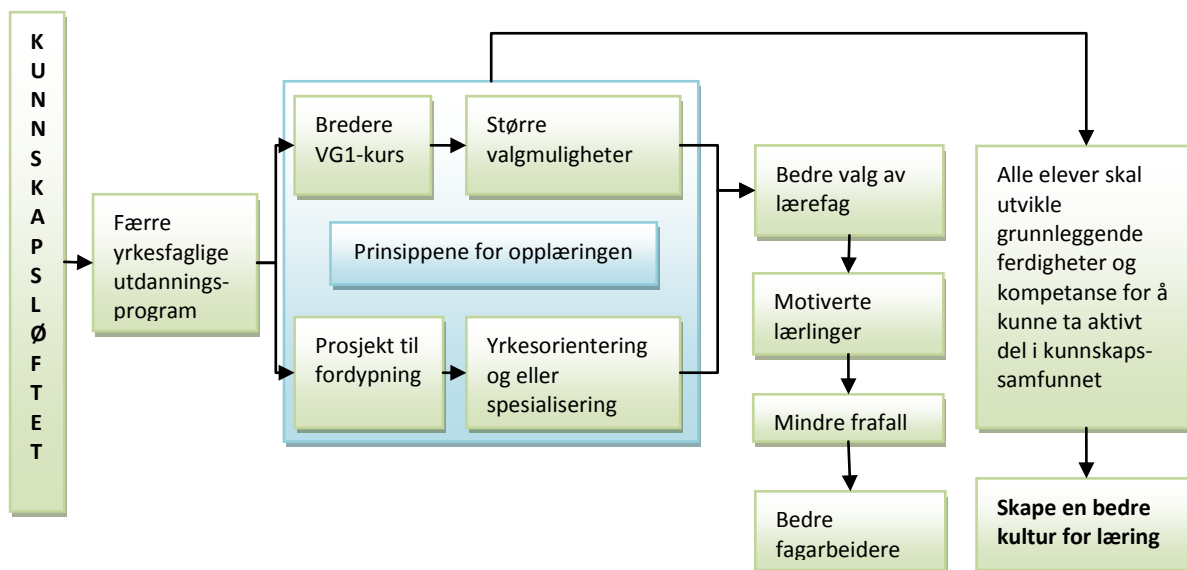 KUNNSKAPSLØFTET
Færre
yrkesfaglige
utdannings-
program
Bredere
VG1-kurs
Større
valgmuligheter
Prinsippene for opplæringen
Prosjekt til
fordypning
Yrkesorientering
og eller
spesialisering
Bedre valg av
lærefag
Motiverte
lærlinger
Mindre frafall
Bedre
fagarbeidere
Alle elever skal
utvikle
grunnleggende
ferdigheter og
kompetanse for å
kunne ta aktivt
del i kunnskaps-
samfunnet
Skape en bedre
kultur for læring